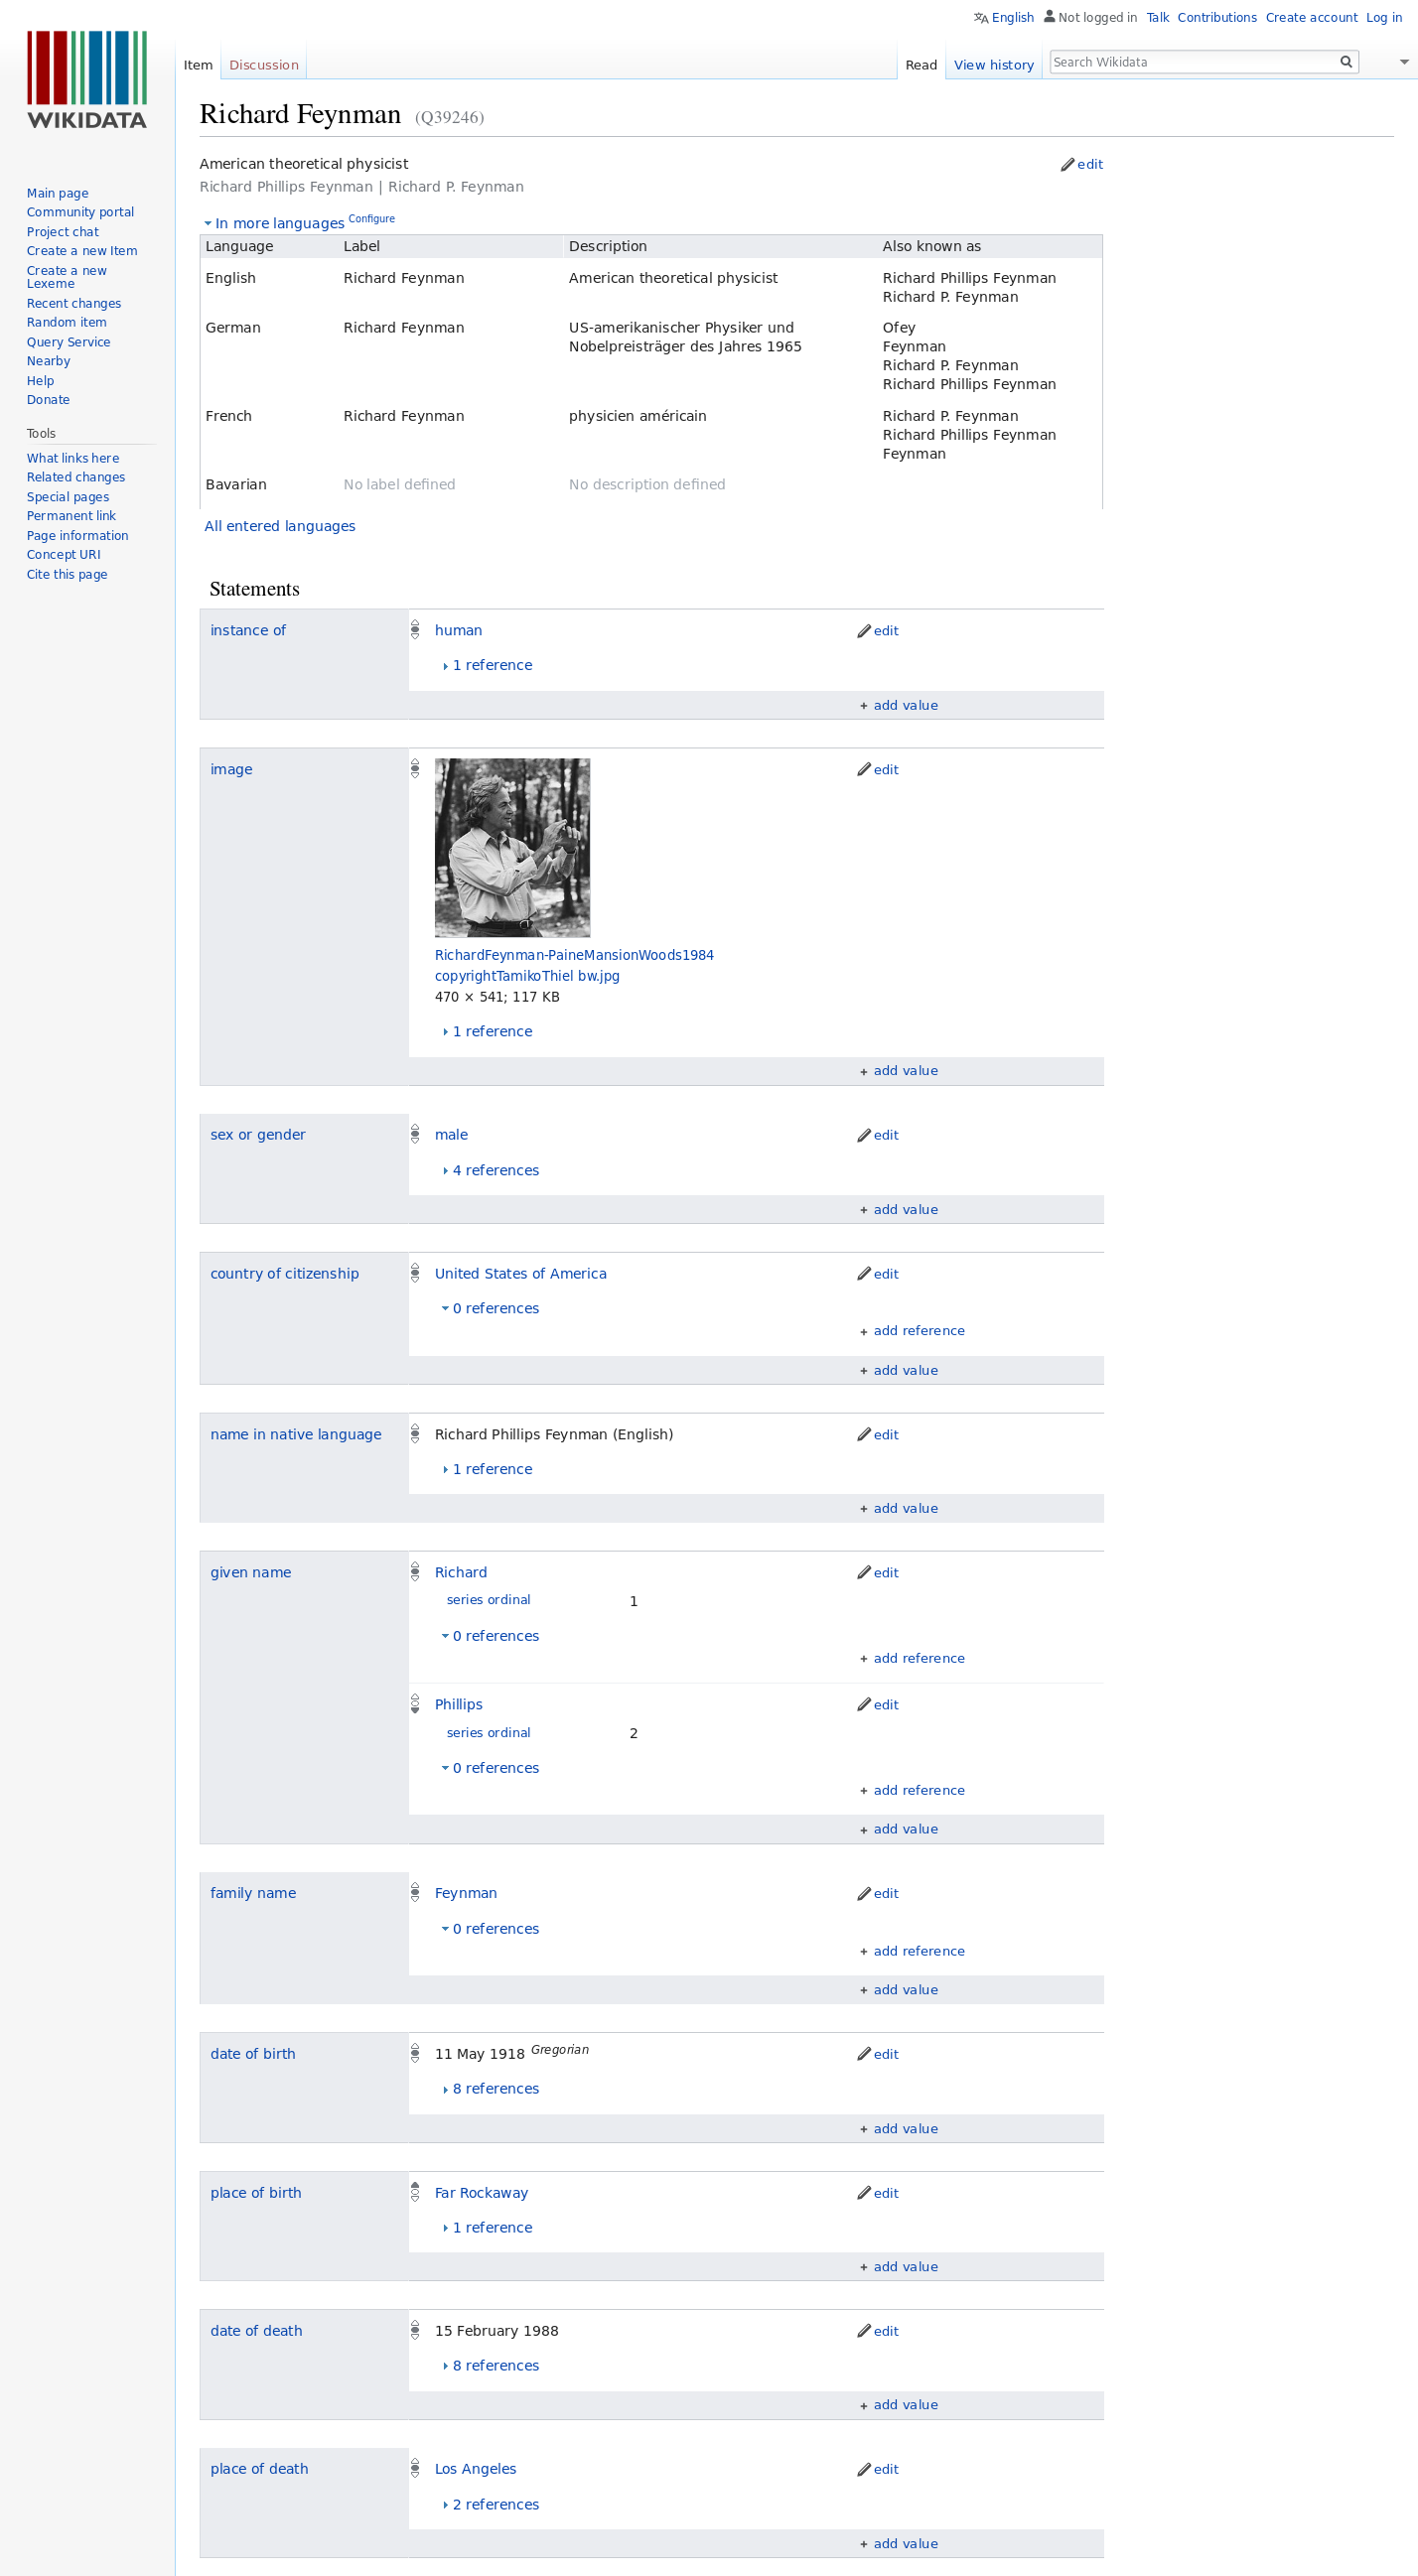 English Not logged in Talk Contributions Create account Log in
WIKIDATA
Item Discussion Read View history Search Wikidata
Main page
Community portal
Project chat
Create a new Item
Create a new
Lexeme
Recent changes
Random item
Query Service
Nearby
Help
Donate
Tools
What links here
Related changes
Special pages
Permanent link
Page information
Concept URI
Cite this page
Richard Feynman (Q39246)
American theoretical physicist edit
Richard Phillips Feynman | Richard P. Feynman
In more languages Configure
Language Label Description Also known as
English Richard Feynman American theoretical physicist Richard Phillips Feynman
Richard P. Feynman
German Richard Feynman US-amerikanischer Physiker und Ofey
Nobelpreisträger des Jahres 1965 Feynman
Richard P. Feynman
Richard Phillips Feynman
French Richard Feynman physicien américain Richard P. Feynman
Richard Phillips Feynman
Feynman
Bavarian No label defined No description defined
All entered languages
Statements
instance of human edit
1 reference
+ add value
image edit
RichardFeynman-PaineMansionWoods1984
copyrightTamikoThiel bw.jpg
470 × 541; 117 KB
1 reference
+ add value
sex or gender male edit
4 references
+ add value
country of citizenship United States of America edit
0 references
+ add reference
+ add value
name in native language Richard Phillips Feynman (English) edit
1 reference
+ add value
given name Richard edit
series ordinal 1
0 references
+ add reference
Phillips edit
series ordinal 2
0 references
+ add reference
+ add value
family name Feynman edit
0 references
+ add reference
+ add value
date of birth 11 May 1918 Gregorian edit
8 references
+ add value
place of birth Far Rockaway edit
1 reference
+ add value
date of death 15 February 1988 edit
8 references
+ add value
place of death Los Angeles edit
2 references
+ add value